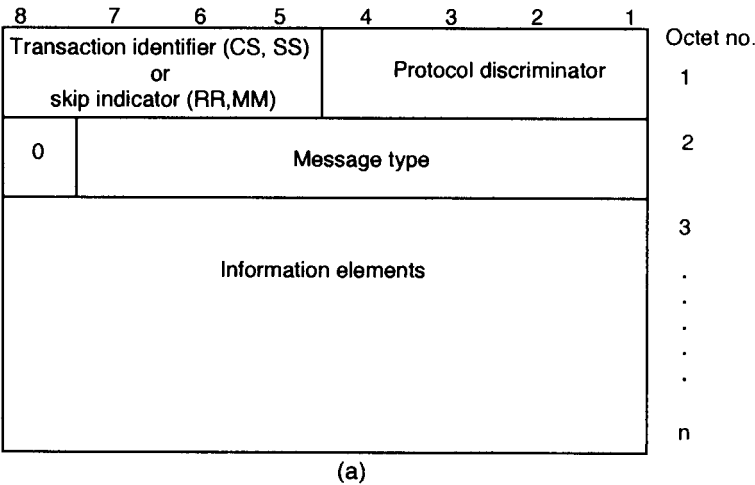 8 7 6 5 4 3 2 1
Octet no.
Transaction identifier (CS, SS)
or
skip indicator (RR,MM)
Protocol discriminator
1
0
Message type
2
Information elements
3
.
.
.
.
.
n
(a)